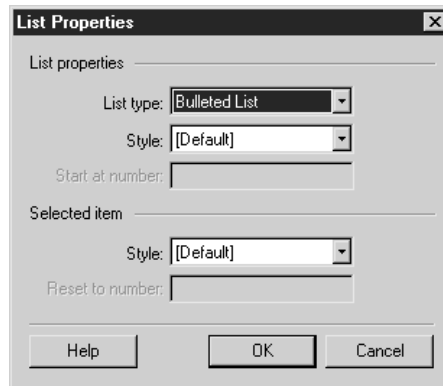 List Properties
List properties
List type: Bulleted List
Style: [Default]
Start at number:
Selected item
Style: [Default]
Reset to number:
Help OK Cancel